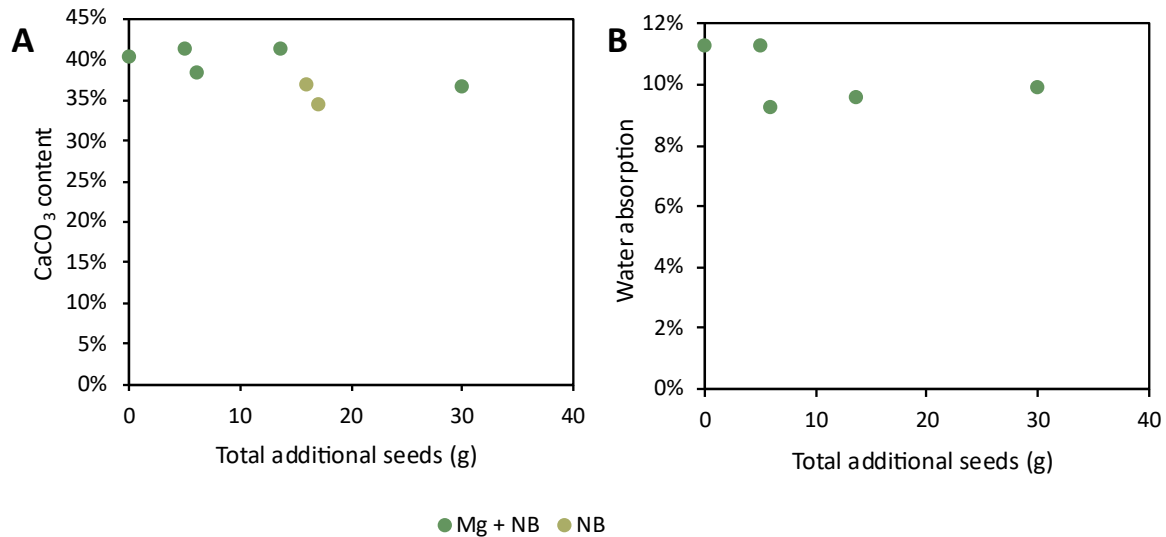 A
45%
40%
35%
30%
25%
20%
15%
10%
5%
0%
CaCO₃ content
0 10 20 30 40
Total additional seeds (g)
B
12%
10%
8%
6%
4%
2%
0%
Water absorption
0 10 20 30 40
Total additional seeds (g)
Mg + NB NB